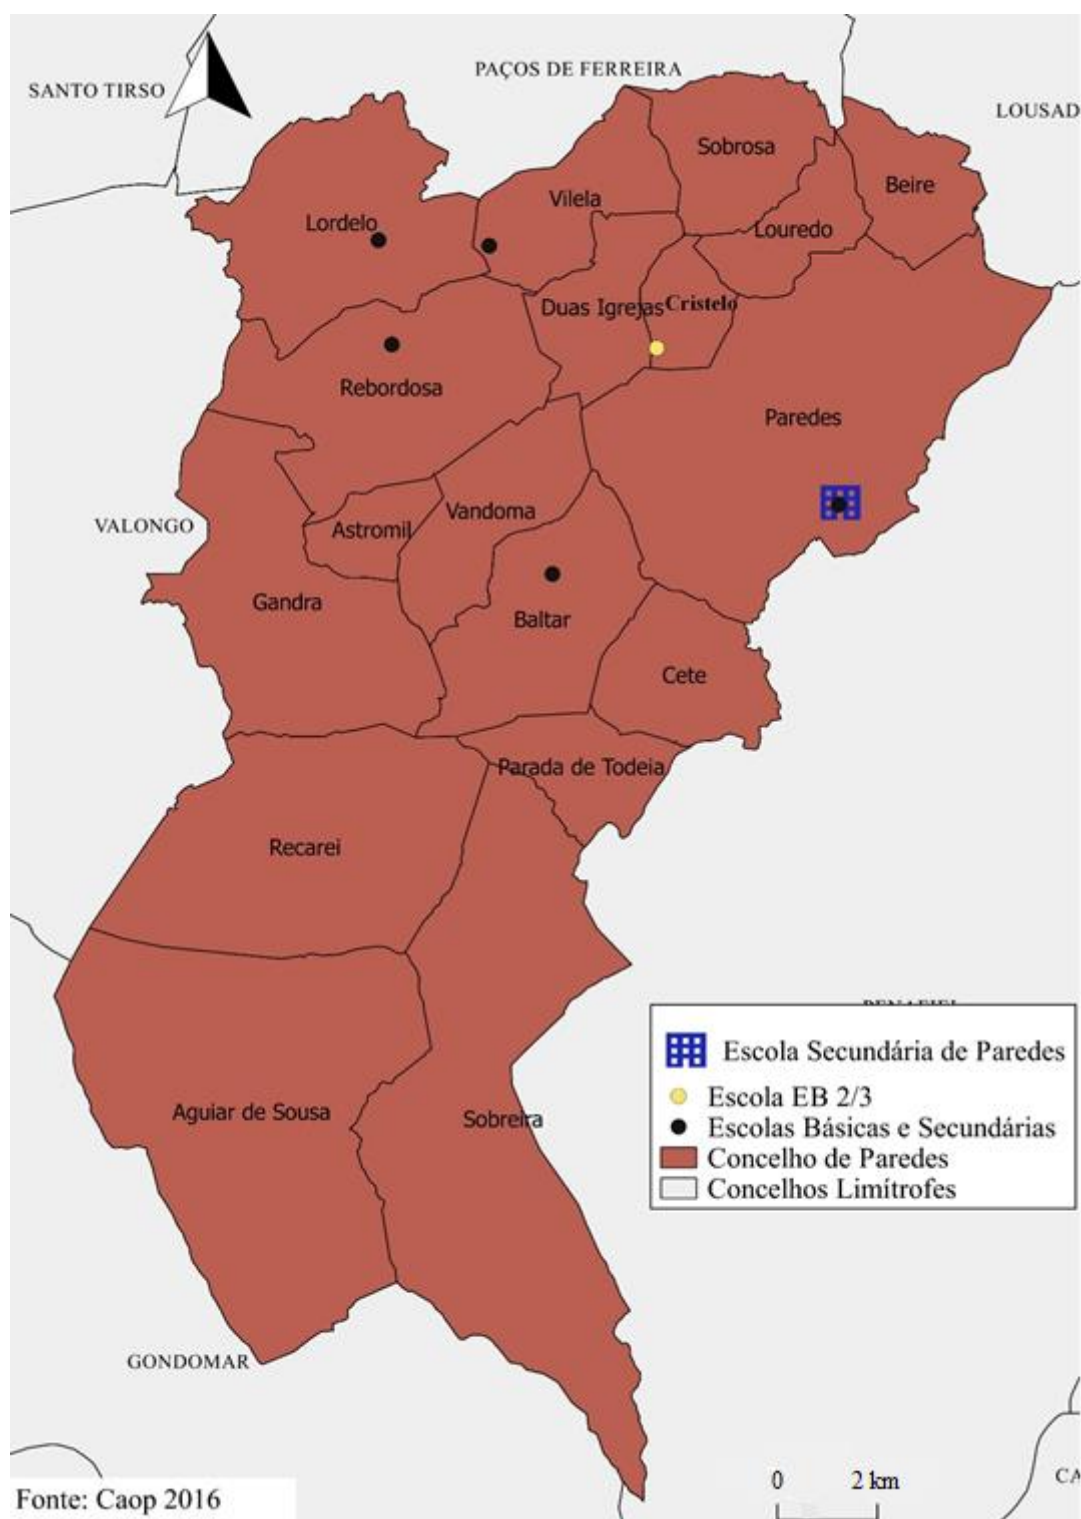 PAÇOS DE FERREIRA
SANTO TIRSO
LOUSAD
Sobrosa
Beire
Vilela
Lordelo
Louredo
Duas Igrejas
Cristelo
Rebordosa
Paredes
Vandoma
VALONGO
Astromil
Gandra
Baltar
Cete
Parada de Todeia
Recarei
Escola Secundária de Paredes
Escola EB 2/3
Aguiar de Sousa
Sobreira
Escolas Básicas e Secundárias
Concelho de Paredes
Concelhos Limítrofes
GONDOMAR
CA
0 2 km
Fonte: Caop 2016